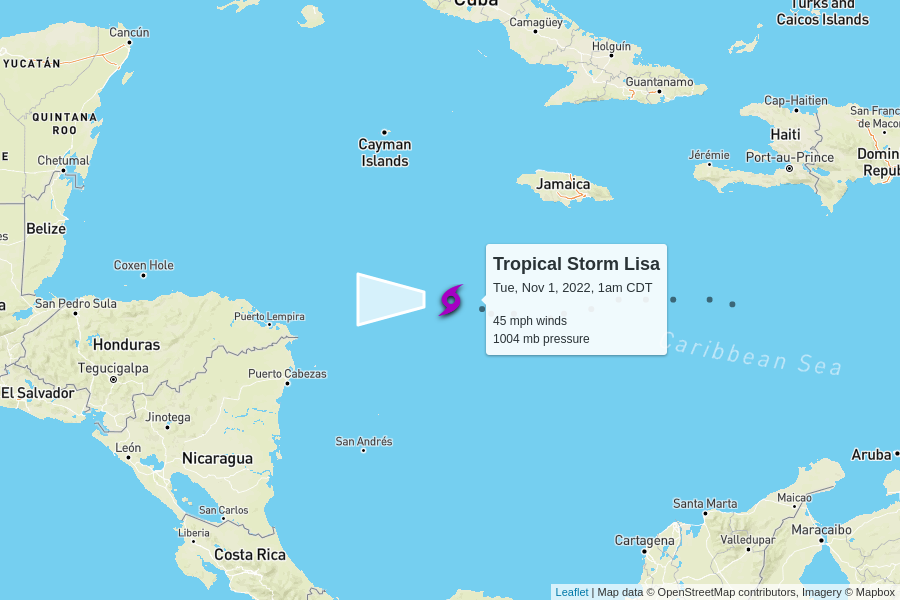 Cuba
Turks and
Caicos Islands
Camagüey
Cancún
Holguín
YUCATÁN
Guantanamo
Cap-Haitien
San Franc
de Macor
QUINTANA
ROO
Haiti
Cayman
Islands
E
Chetumal
Jérémie
Port-au-Prince
Domin
Repub
Jamaica
Belize
es
Tropical Storm Lisa
Tue, Nov 1, 2022, 1am CDT
45 mph winds
1004 mb pressure
Coxen Hole
a
San Pedro Sula
Puerto Lempira
Honduras
Caribbean Sea
Tegucigalpa
Puerto Cabezas
El Salvador
Jinotega
San Andrés
León
Nicaragua
Aruba
Maicao
Santa Marta
San Carlos
Liberia
Maracaibo
Cartagena
Valledupar
Costa Rica
Leaflet | Map data © OpenStreetMap contributors, Imagery © Mapbox